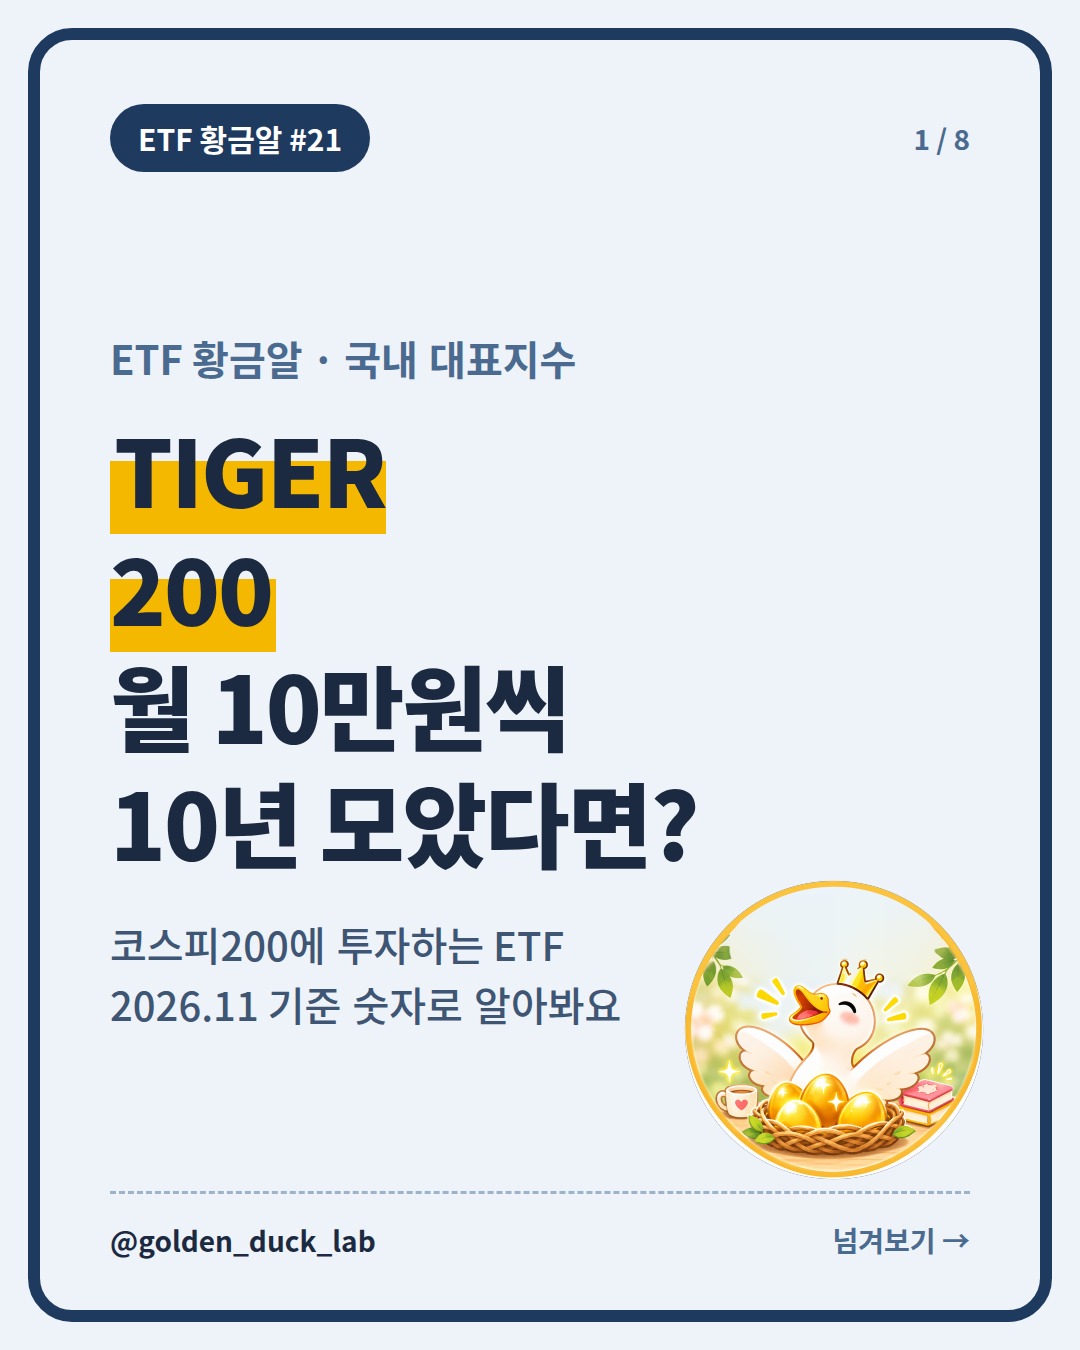 ETF 황금알 #21
1 / 8
ETF 황금알 · 국내 대표지수
TIGER
200
월 10만원씩
10년 모았다면?
코스피200에 투자하는 ETF
2026.11 기준 숫자로 알아봐요
@golden_duck_lab
넘겨보기 →